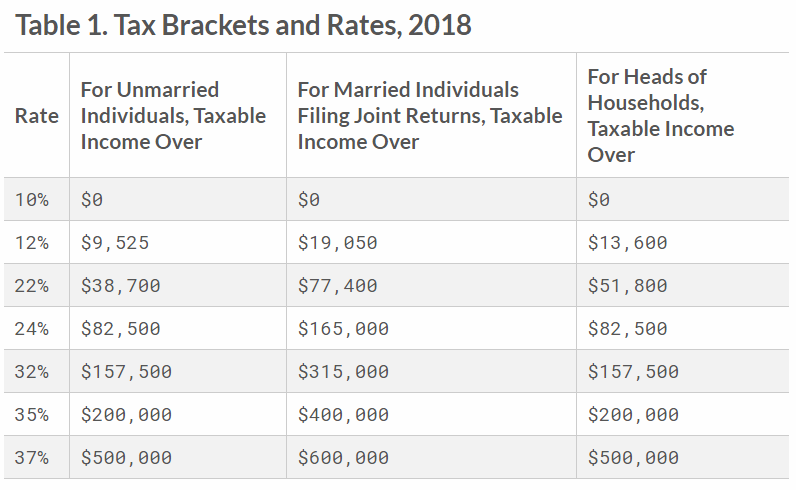 Table 1. Tax Brackets and Rates, 2018
Rate
For Unmarried
Individuals, Taxable
Income Over
For Married Individuals
Filing Joint Returns, Taxable
Income Over
For Heads of
Households,
Taxable Income
Over
10% $0 $0 $0
12% $9,525 $19,050 $13,600
22% $38,700 $77,400 $51,800
24% $82,500 $165,000 $82,500
32% $157,500 $315,000 $157,500
35% $200,000 $400,000 $200,000
37% $500,000 $600,000 $500,000